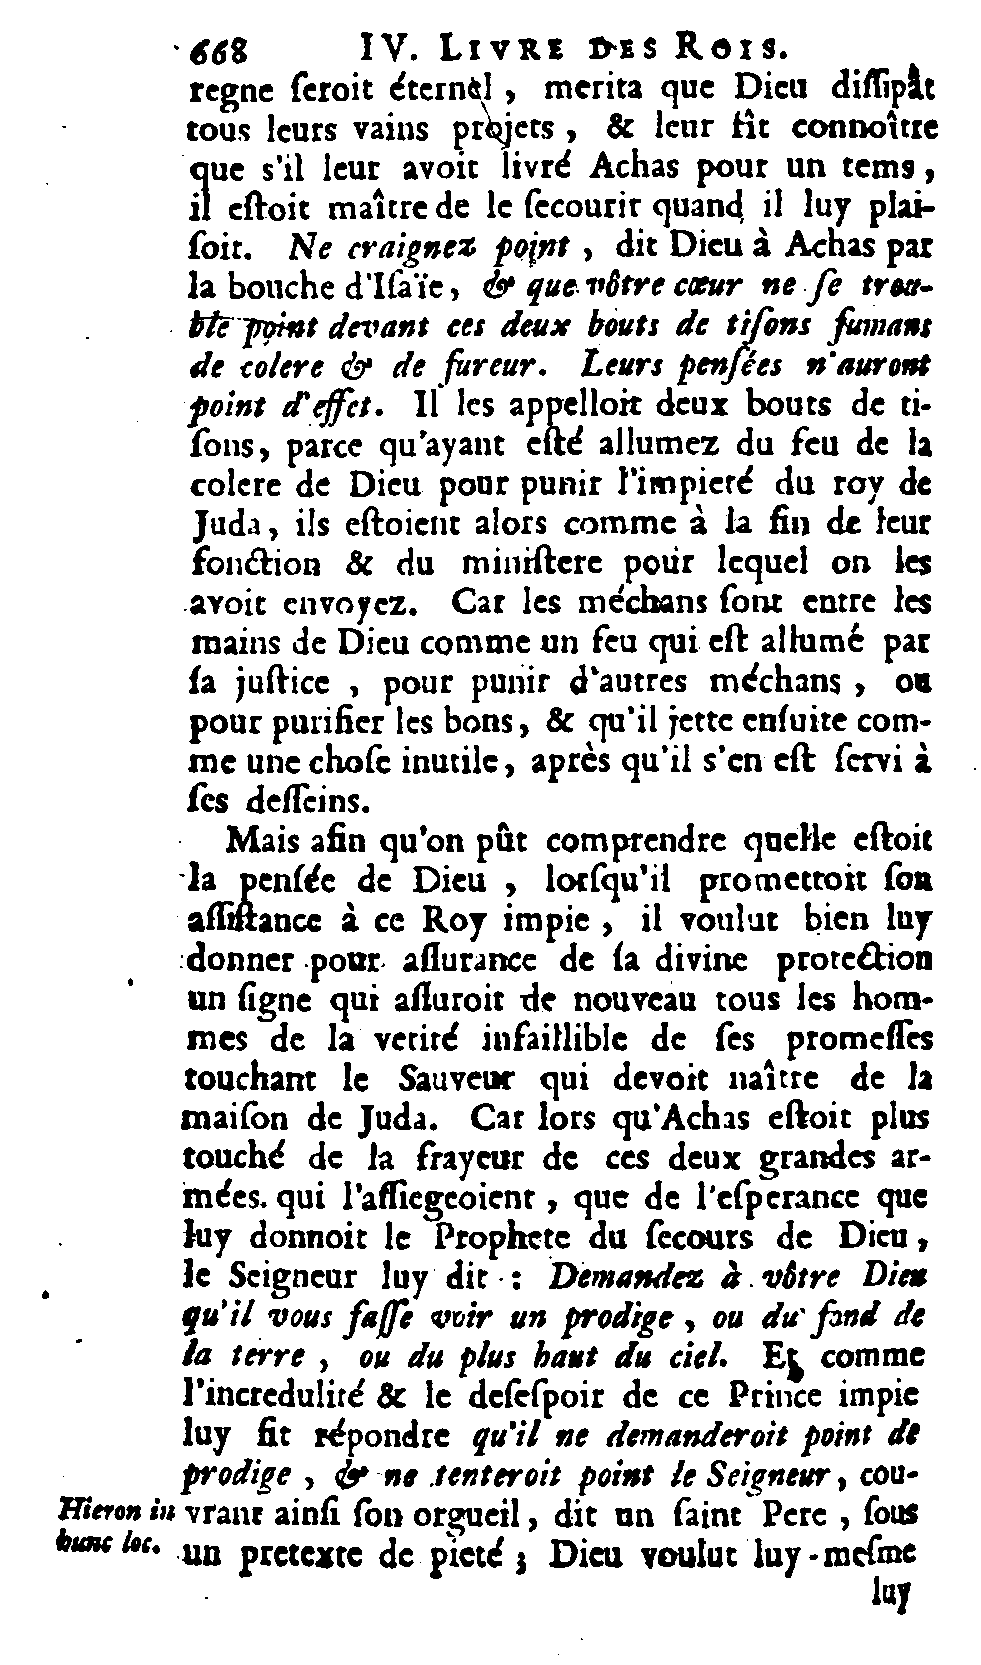 668 IV. LIVRE DES ROIS.
regne ſeroit éternel, merita que Dieu diſſipât
tous leurs vains projets, & leur fît connoître
que s'il leur avoit livré Achas pour un tems,
il eſtoit maître de le ſecourir quand il luy plai-
ſoit. Ne craignez point, dit Dieu à Achas par
la bouche d'Iſaïe, & que vôtre cœur ne ſe trou-
ble point devant ces deux bouts de tiſons fumans
de colere & de fureur. Leurs penſées n'auront
point d'effet. Il les appelloit deux bouts de ti-
ſons, parce qu'ayant eſté allumez du feu de la
colere de Dieu pour punir l'impieté du roy de
Juda, ils eſtoient alors comme à la fin de leur
fonction & du miniſtere pour lequel on les
avoit envoyez. Car les méchans ſont entre les
mains de Dieu comme un feu qui eſt allumé par
ſa juſtice, pour punir d'autres méchans, ou
pour purifier les bons, & qu'il jette enſuite com-
me une choſe inutile, après qu'il s'en eſt ſervi à
ſes deſſeins.
Mais afin qu'on pût comprendre quelle eſtoit
la penſée de Dieu, lorſqu'il promettoit ſon
aſſiſtance à ce Roy impie, il voulut bien luy
donner pour aſſurance de ſa divine protection
un ſigne qui aſſuroit de nouveau tous les hom-
mes de la verité infaillible de ſes promeſſes
touchant le Sauveur qui devoit naître de la
maiſon de Juda. Car lors qu'Achas eſtoit plus
touché de la frayeur de ces deux grandes ar-
mées qui l'aſſiegeoient, que de l'eſperance que
luy donnoit le Prophete du ſecours de Dieu,
le Seigneur luy dit : Demandez à vôtre Dieu
qu'il vous faſſe voir un prodige, ou du fond de
la terre, ou du plus haut du ciel. Et comme
l'incredulité & le deſeſpoir de ce Prince impie
luy fit répondre qu'il ne demanderoit point de
prodige, & ne tenteroit point le Seigneur, cou-
Hieron in vrant ainſi ſon orgueil, dit un ſaint Pere, ſous
hunc loc. un pretexte de pieté; Dieu voulut luy-meſme
luy